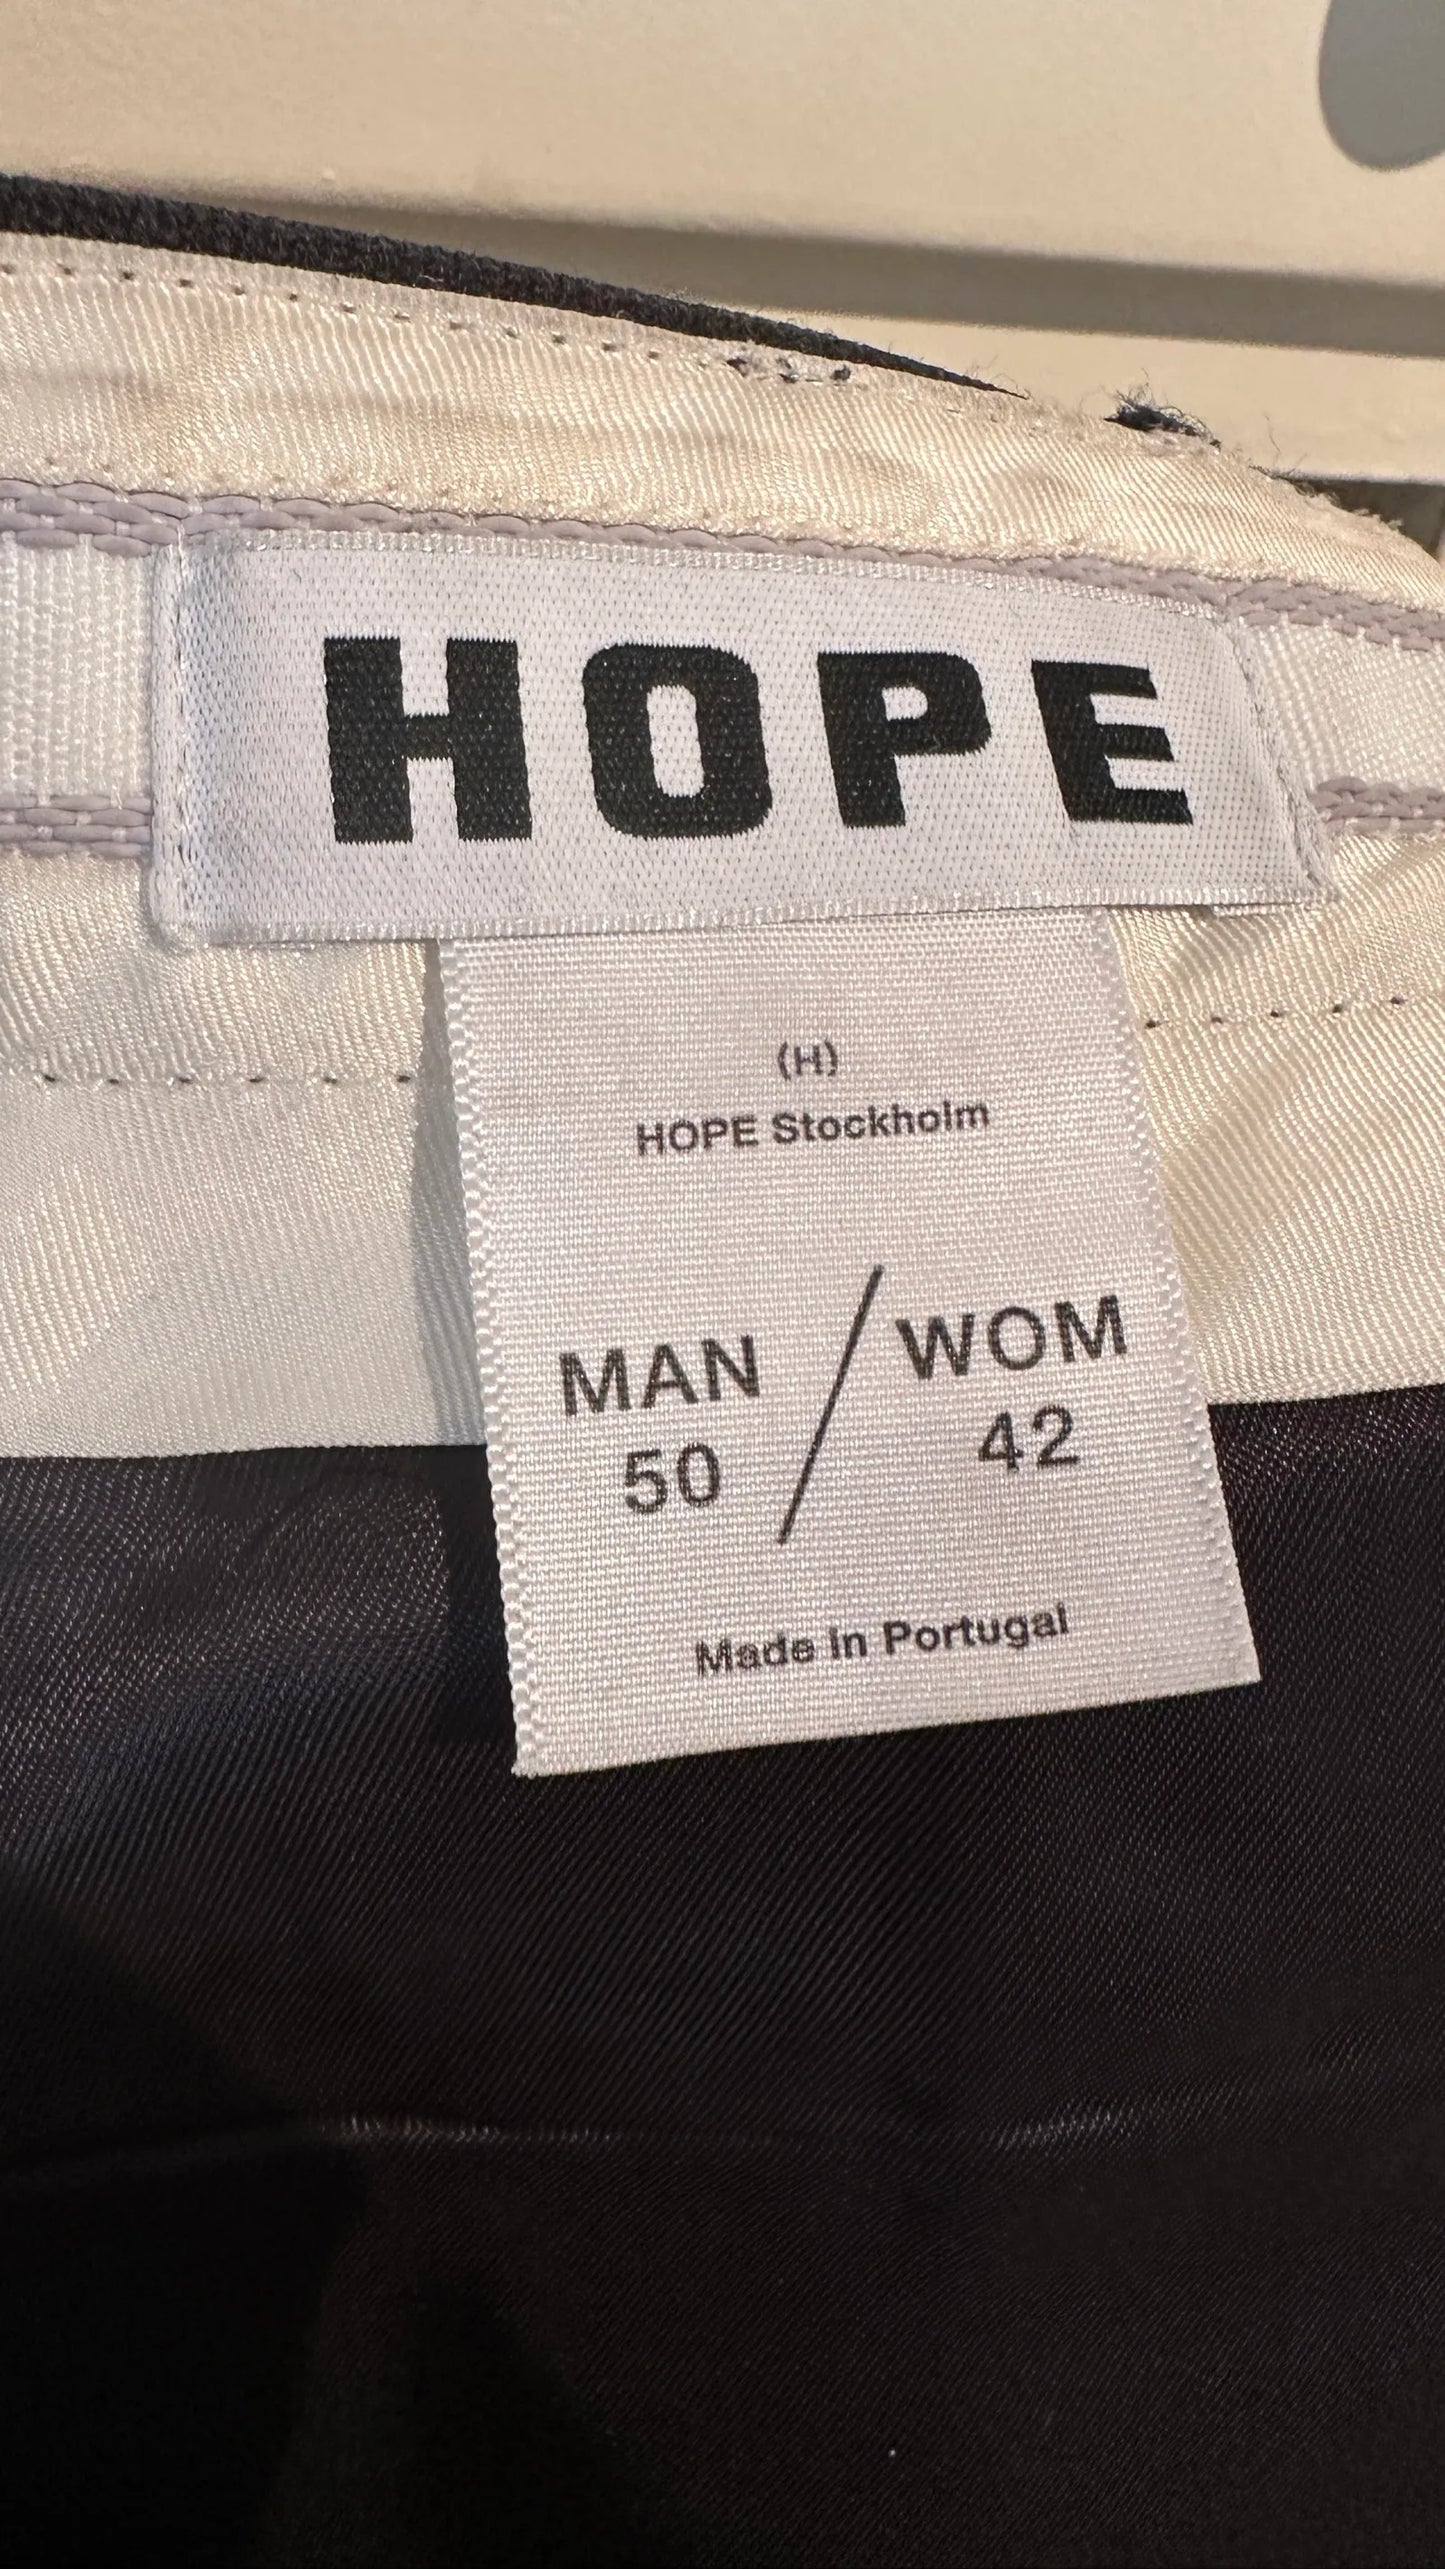 HOPE
(H)
HOPE Stockholm
MAN / WOM
50 42
Made in Portugal